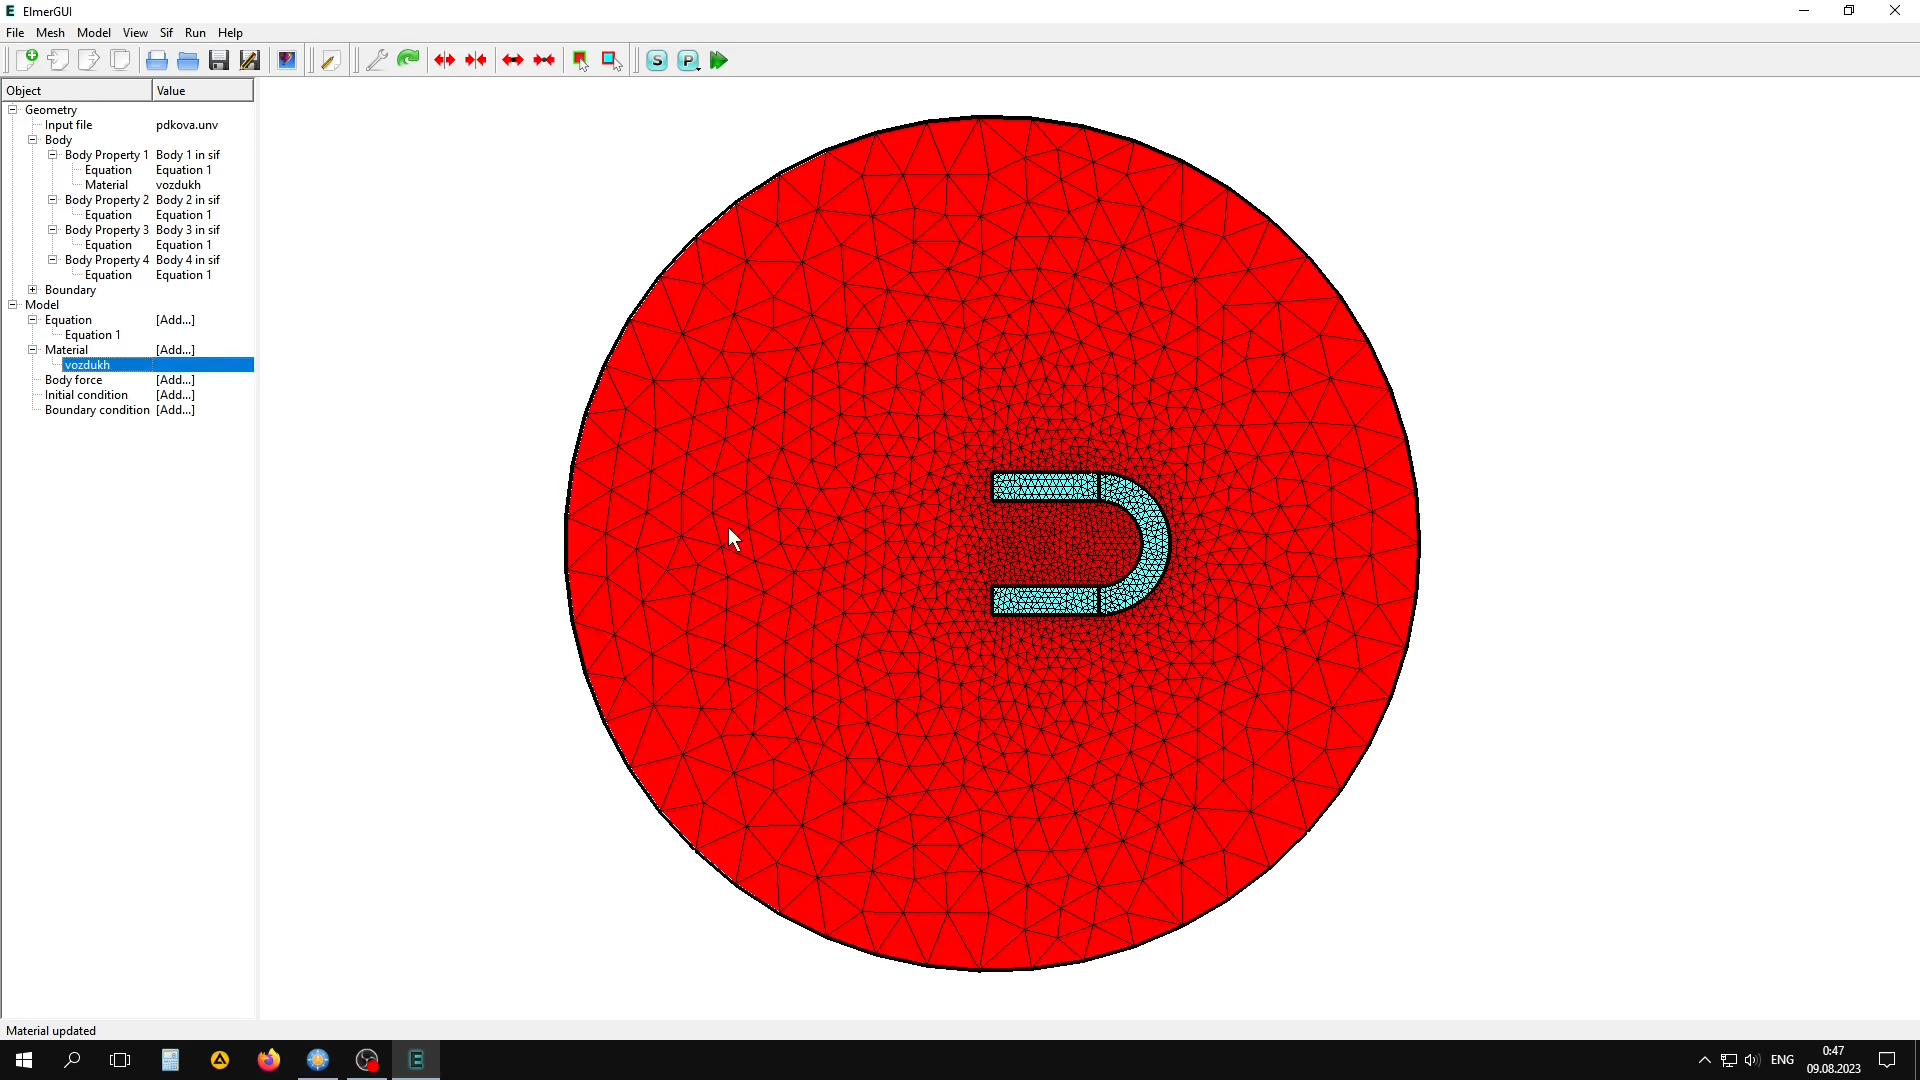 ElmerGUI
File Mesh Model View Sif Run Help
S P
Object Value
Geometry
Input file pdkova.unv
Body
Body Property 1 Body 1 in sif
Equation Equation 1
Material vozdukh
Body Property 2 Body 2 in sif
Equation Equation 1
Body Property 3 Body 3 in sif
Equation Equation 1
Body Property 4 Body 4 in sif
Equation Equation 1
Boundary
Model
Equation [Add...]
Equation 1
Material [Add...]
vozdukh
Body force [Add...]
Initial condition [Add...]
Boundary condition [Add...]
Material updated
ENG
0:47
09.08.2023